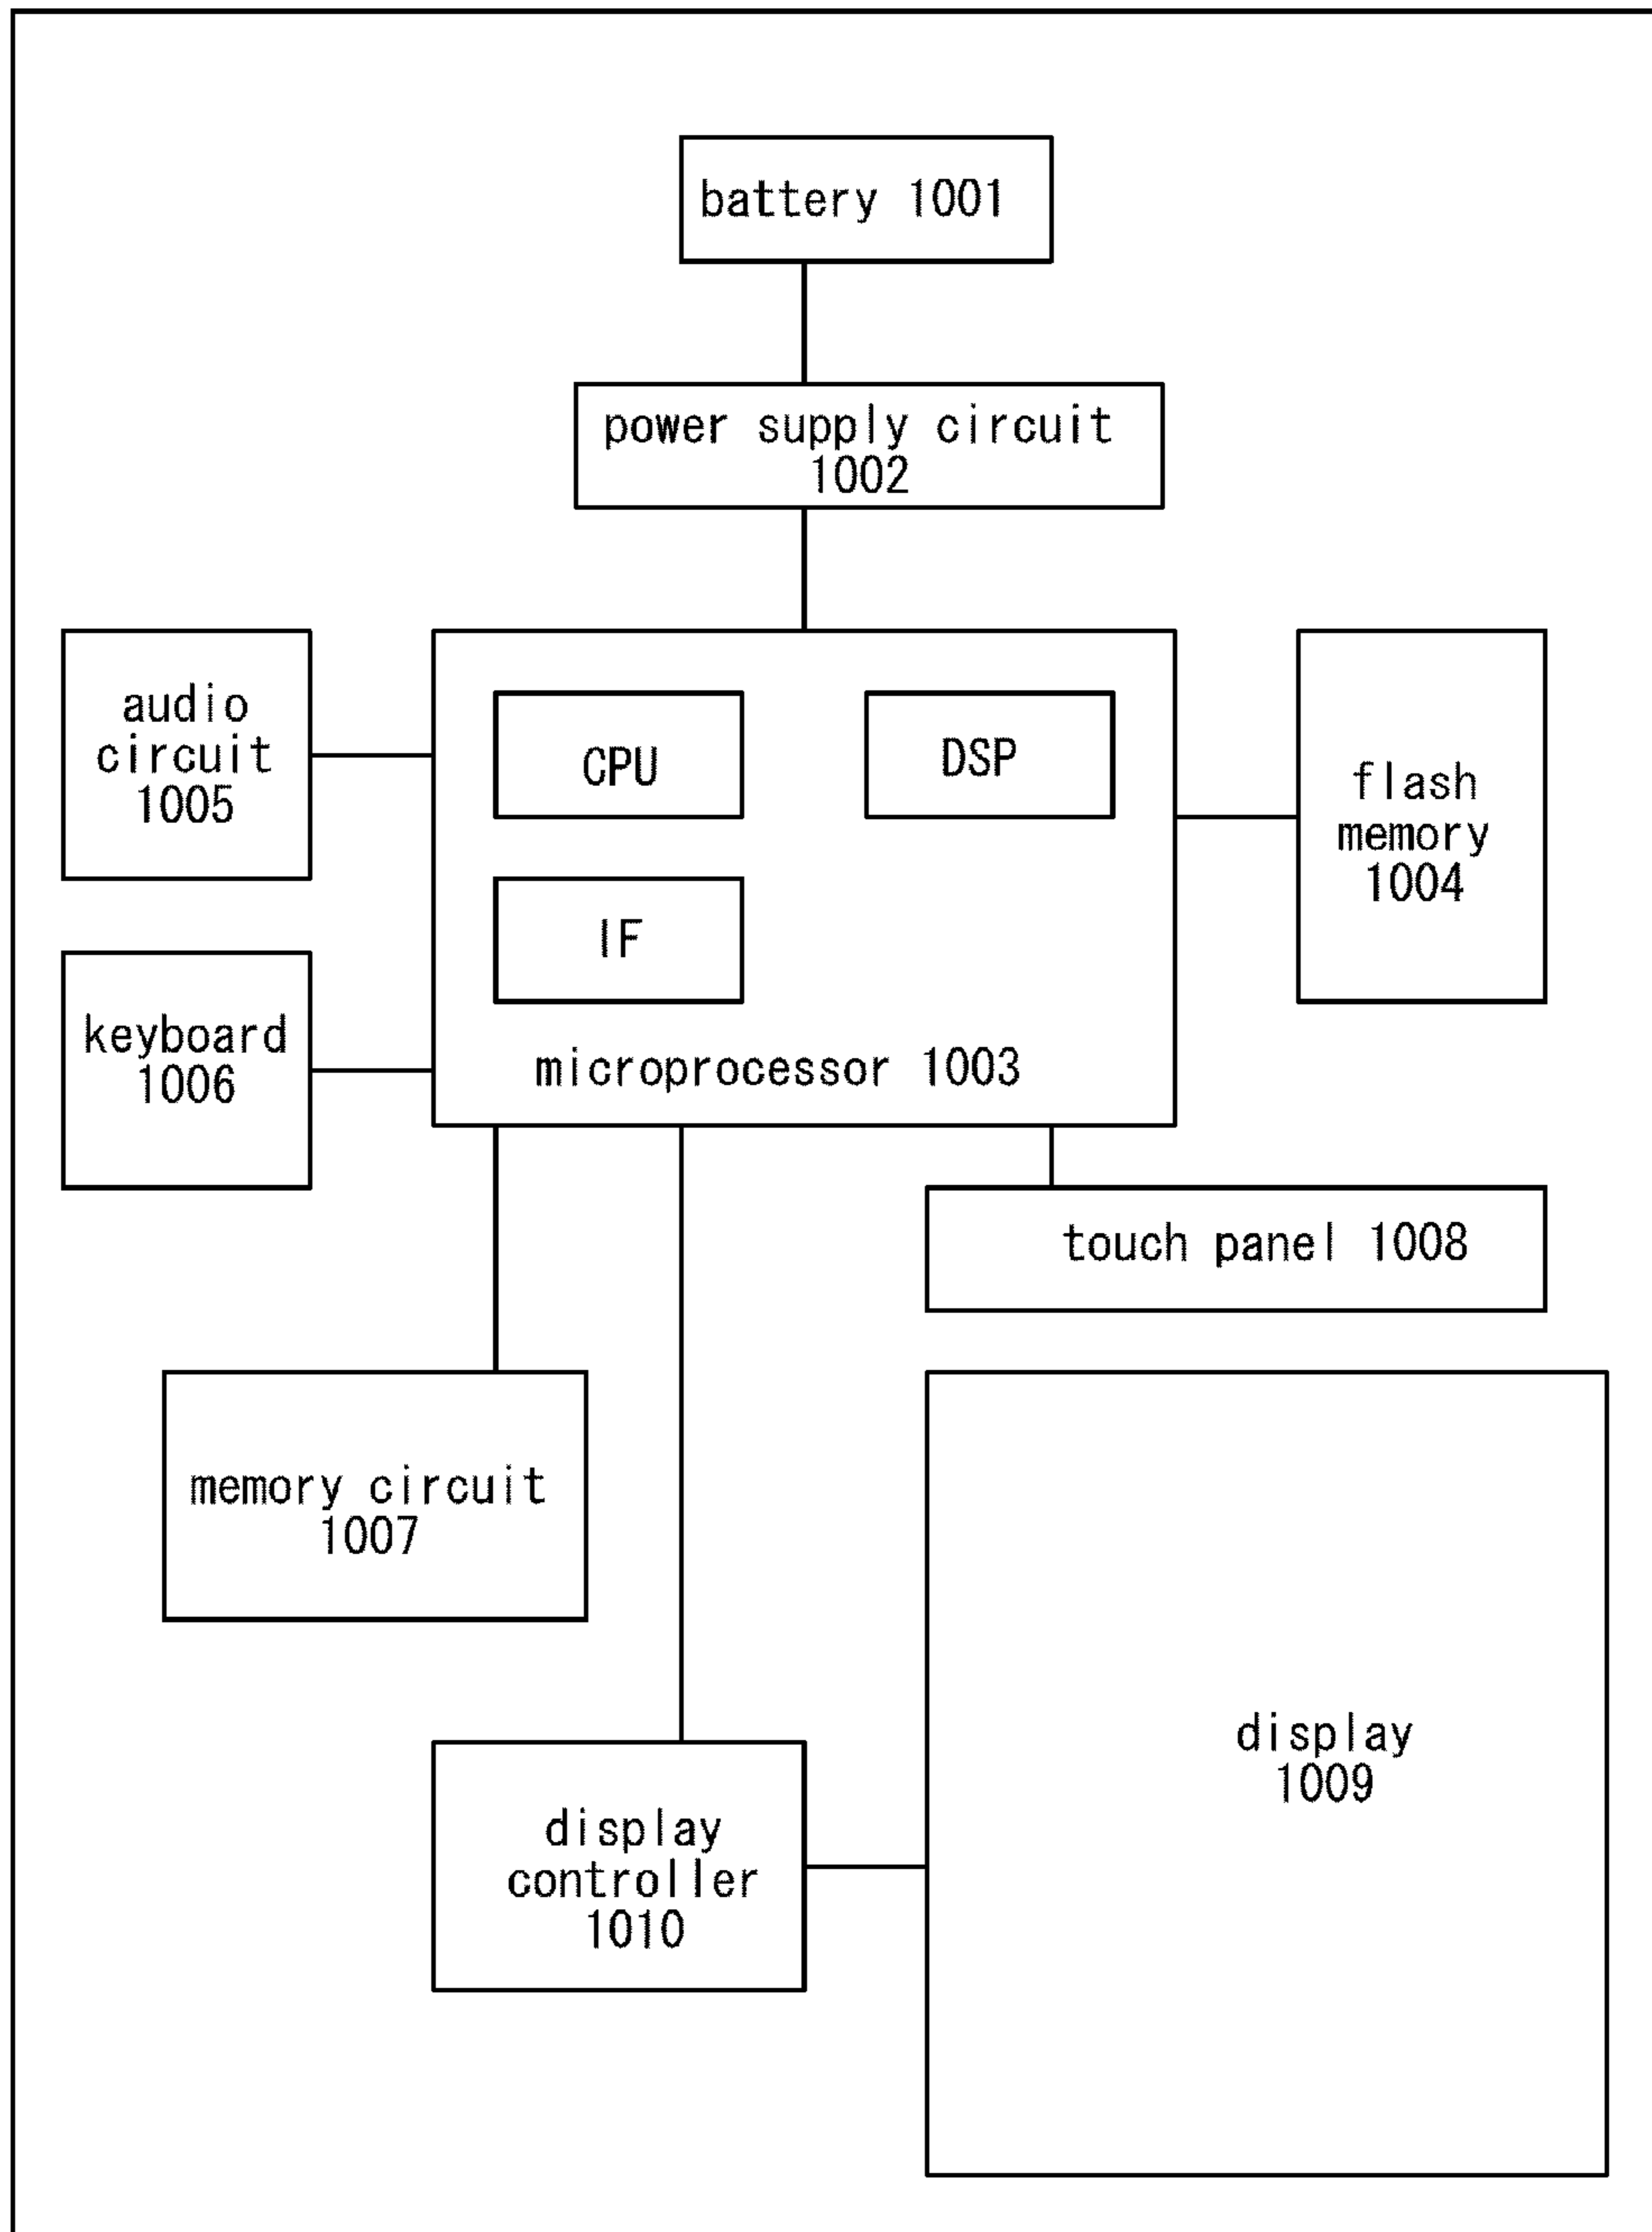 battery 1001
power supply circuit
1002
audio
circuit
1005
CPU
DSP
flash
memory
1004
IF
keyboard
1006
microprocessor 1003
touch panel 1008
memory circuit
1007
display
1009
display
controller
1010